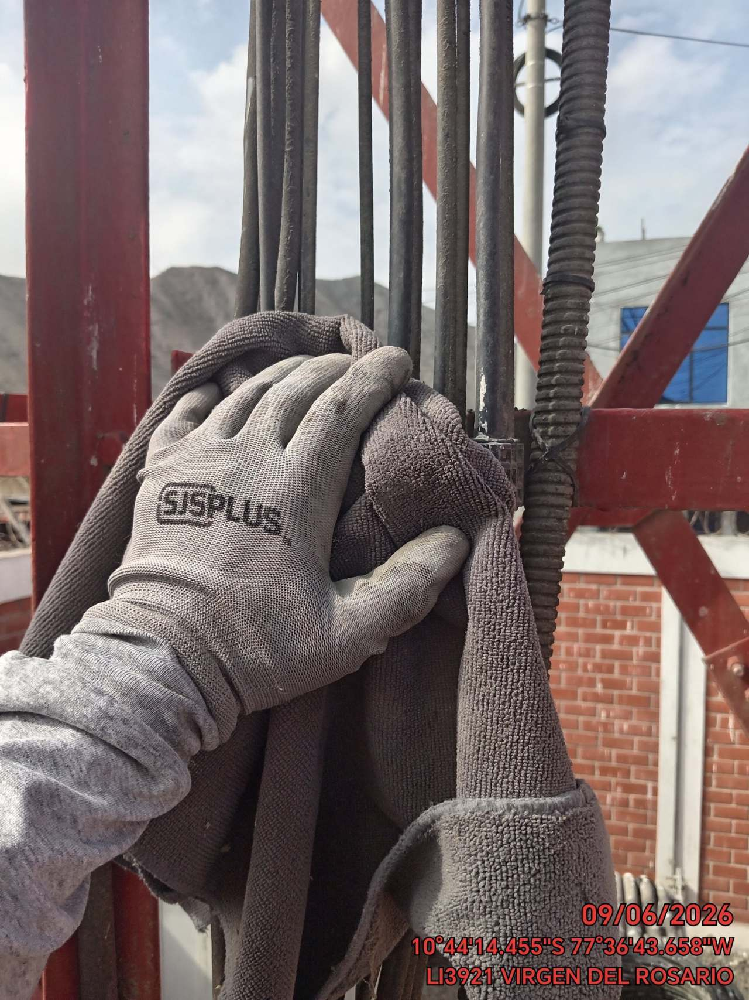 SJSPLUS
09/06/2026
10°44'14.455"S 77°36'43.658"W
LI3921 VIRGEN DEL ROSARIO